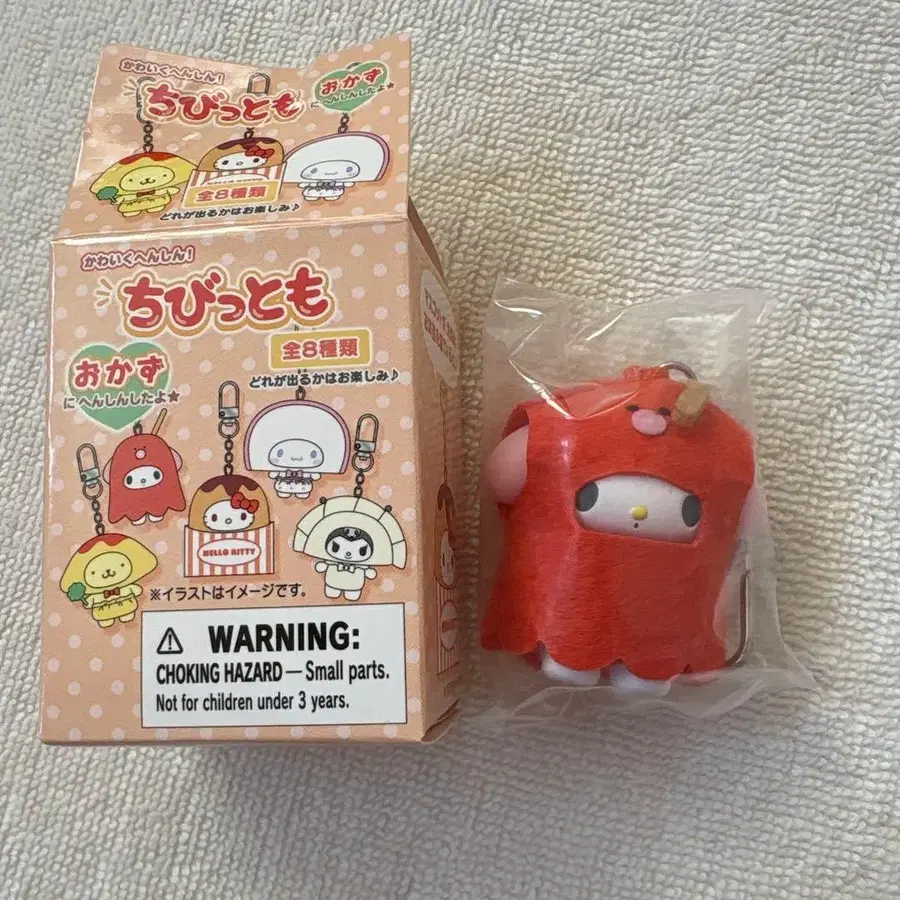 かわいくへんしん!
ちびっとも
おかず
にへんしんしたよ★
HELLO KITTY
全8種類
どれが出るかはお楽しみ♪
かわいくへんしん!
ちびっとも
おかず
にへんしんしたよ★
全8種類
どれが出るかはお楽しみ♪
HELLO KITTY
※イラストはイメージです。
⚠ WARNING:
CHOKING HAZARD — Small parts.
Not for children under 3 years.